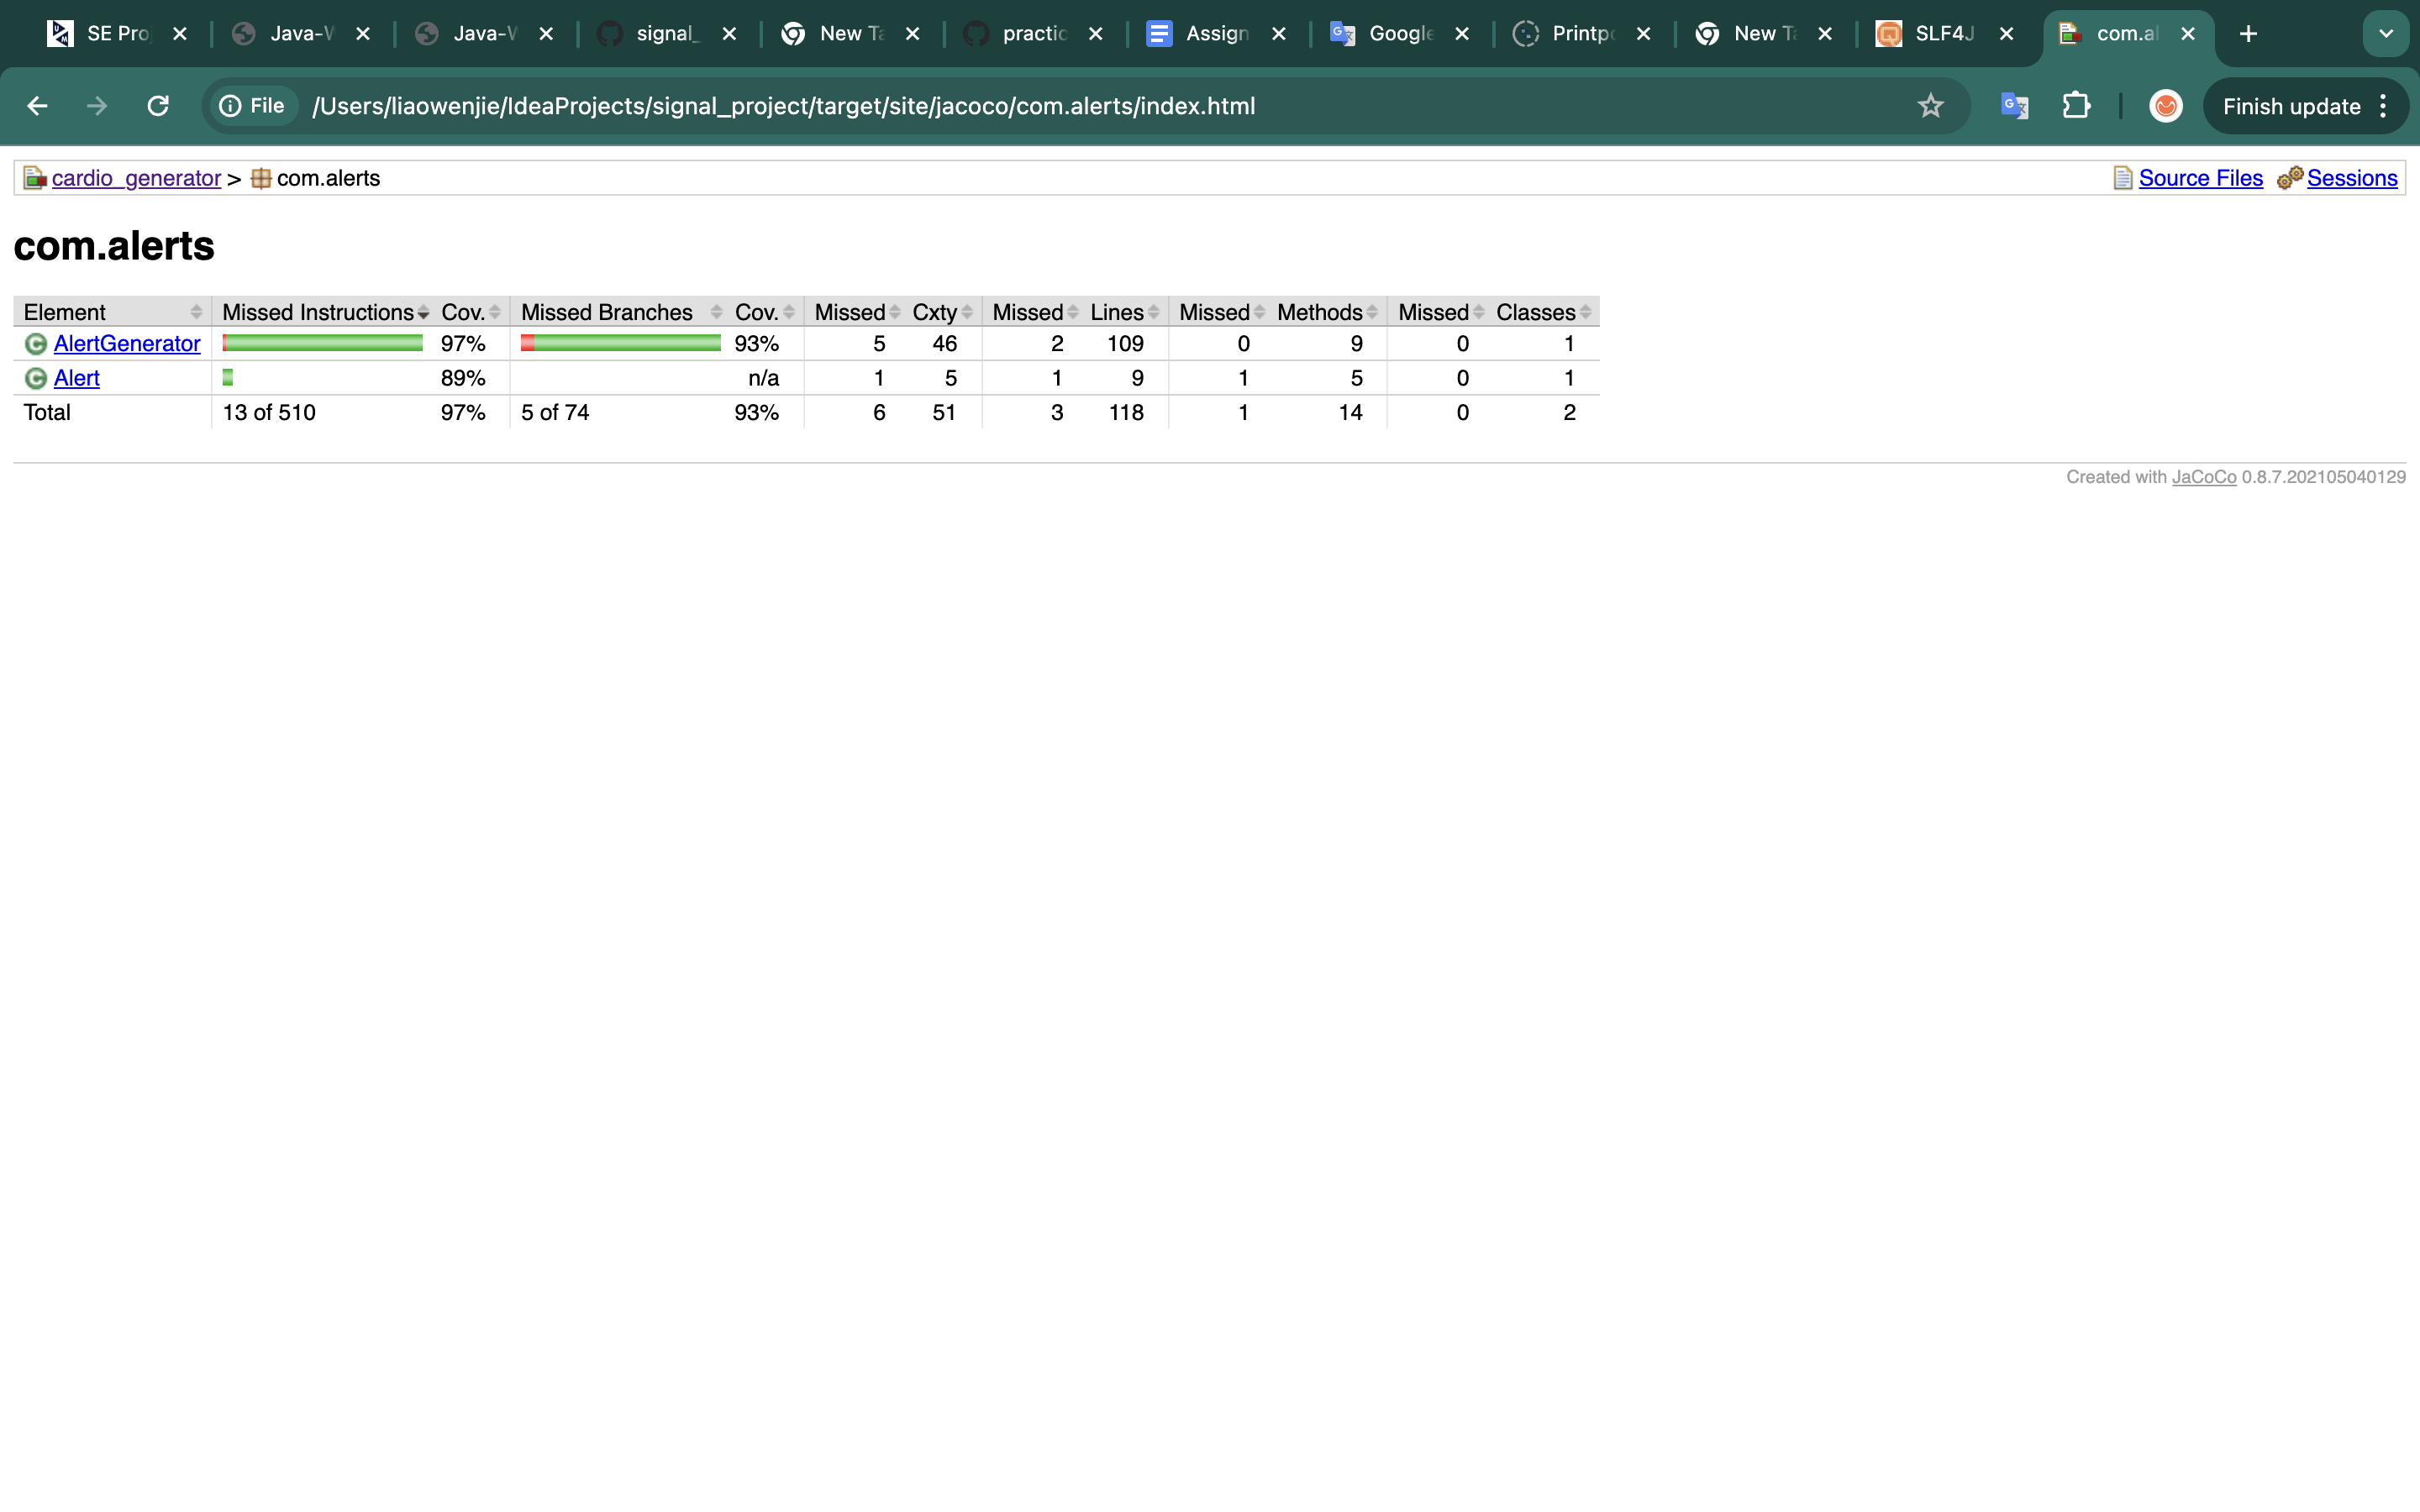 SE Pro Java-W Java-W signal_ New Ta practic Assign Google Printpo New Ta SLF4J com.al
File /Users/liaowenjie/IdeaProjects/signal_project/target/site/jacoco/com.alerts/index.html Finish update
cardio_generator > com.alerts Source Files Sessions
com.alerts
Element Missed Instructions Cov. Missed Branches Cov. Missed Cxty Missed Lines Missed Methods Missed Classes
AlertGenerator 97% 93% 5 46 2 109 0 9 0 1
Alert 89% n/a 1 5 1 9 1 5 0 1
Total 13 of 510 97% 5 of 74 93% 6 51 3 118 1 14 0 2
Created with JaCoCo 0.8.7.202105040129